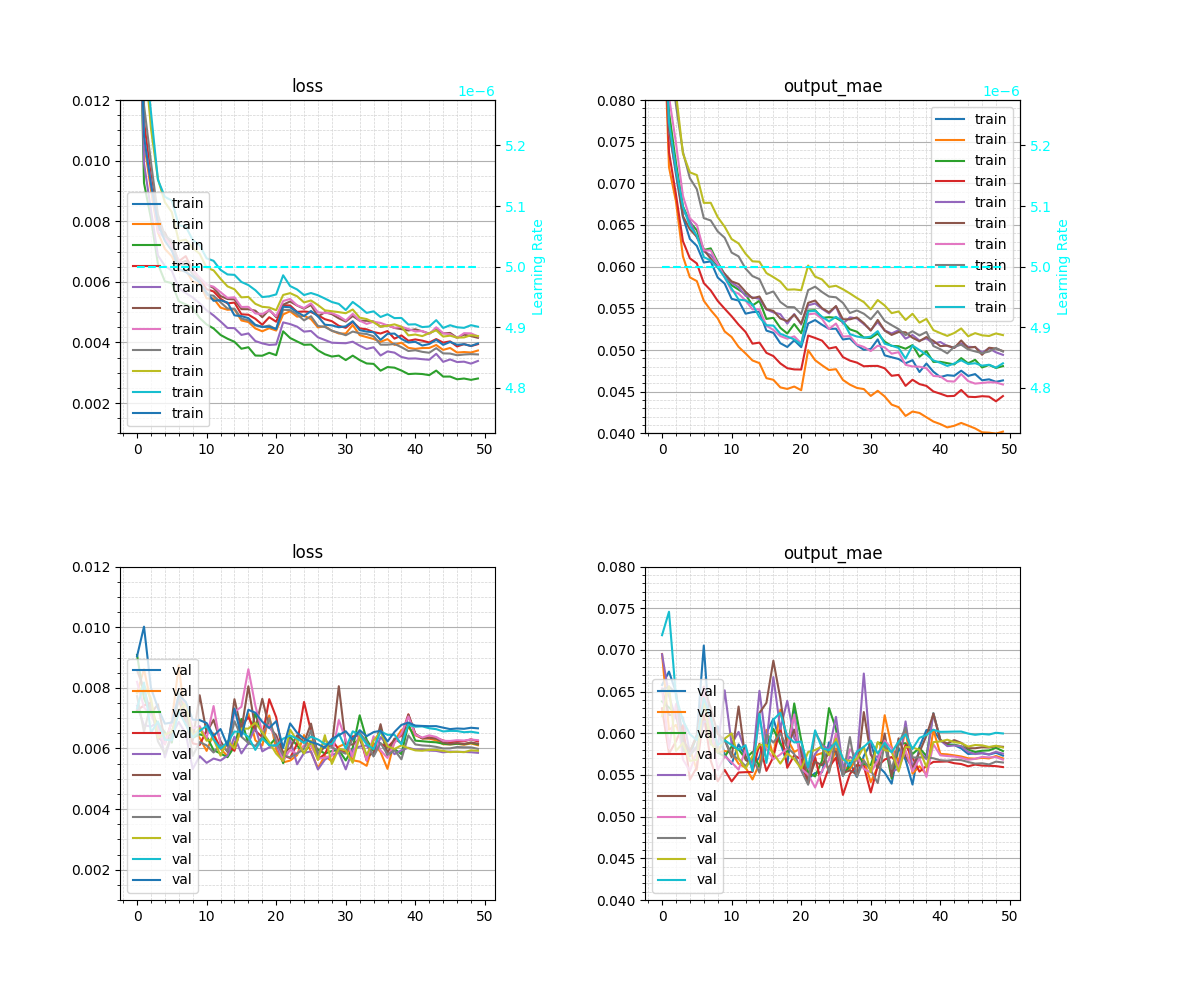 loss
1e−6
0.012
0.010
0.008
0.006
0.004
0.002
train
train
train
train
train
train
train
train
train
train
train
0
10
20
30
40
50
5.2
5.1
5.0
4.9
4.8
Learning Rate
output_mae
1e−6
0.080
0.075
0.070
0.065
0.060
0.055
0.050
0.045
0.040
train
train
train
train
train
train
train
train
train
train
0
10
20
30
40
50
5.2
5.1
5.0
4.9
4.8
Learning Rate
loss
0.012
0.010
0.008
0.006
0.004
0.002
val
val
val
val
val
val
val
val
val
val
val
0
10
20
30
40
50
output_mae
0.080
0.075
0.070
0.065
0.060
0.055
0.050
0.045
0.040
val
val
val
val
val
val
val
val
val
val
0
10
20
30
40
50